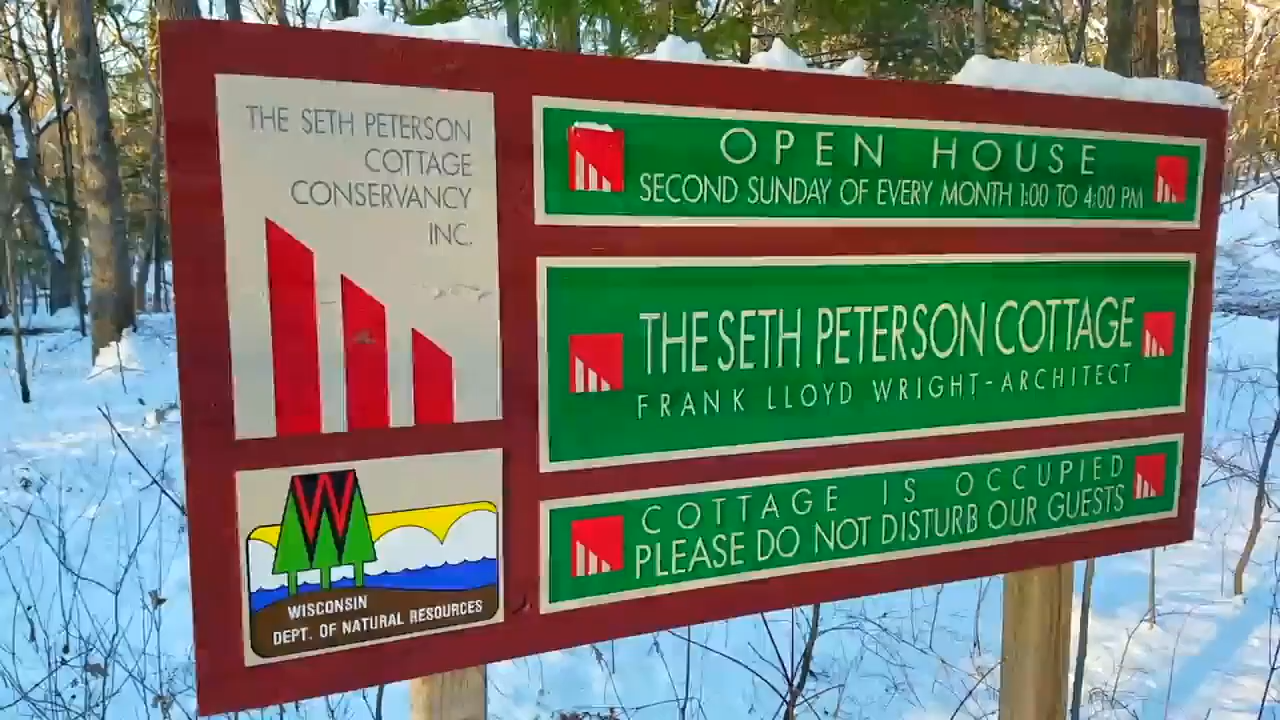 THE SETH PETERSON
COTTAGE
CONSERVANCY
INC.
W
WISCONSIN
DEPT. OF NATURAL RESOURCES
OPEN HOUSE
SECOND SUNDAY OF EVERY MONTH 1:00 TO 4:00 PM
THE SETH PETERSON COTTAGE
FRANK LLOYD WRIGHT-ARCHITECT
COTTAGE IS OCCUPIED
PLEASE DO NOT DISTURB OUR GUESTS